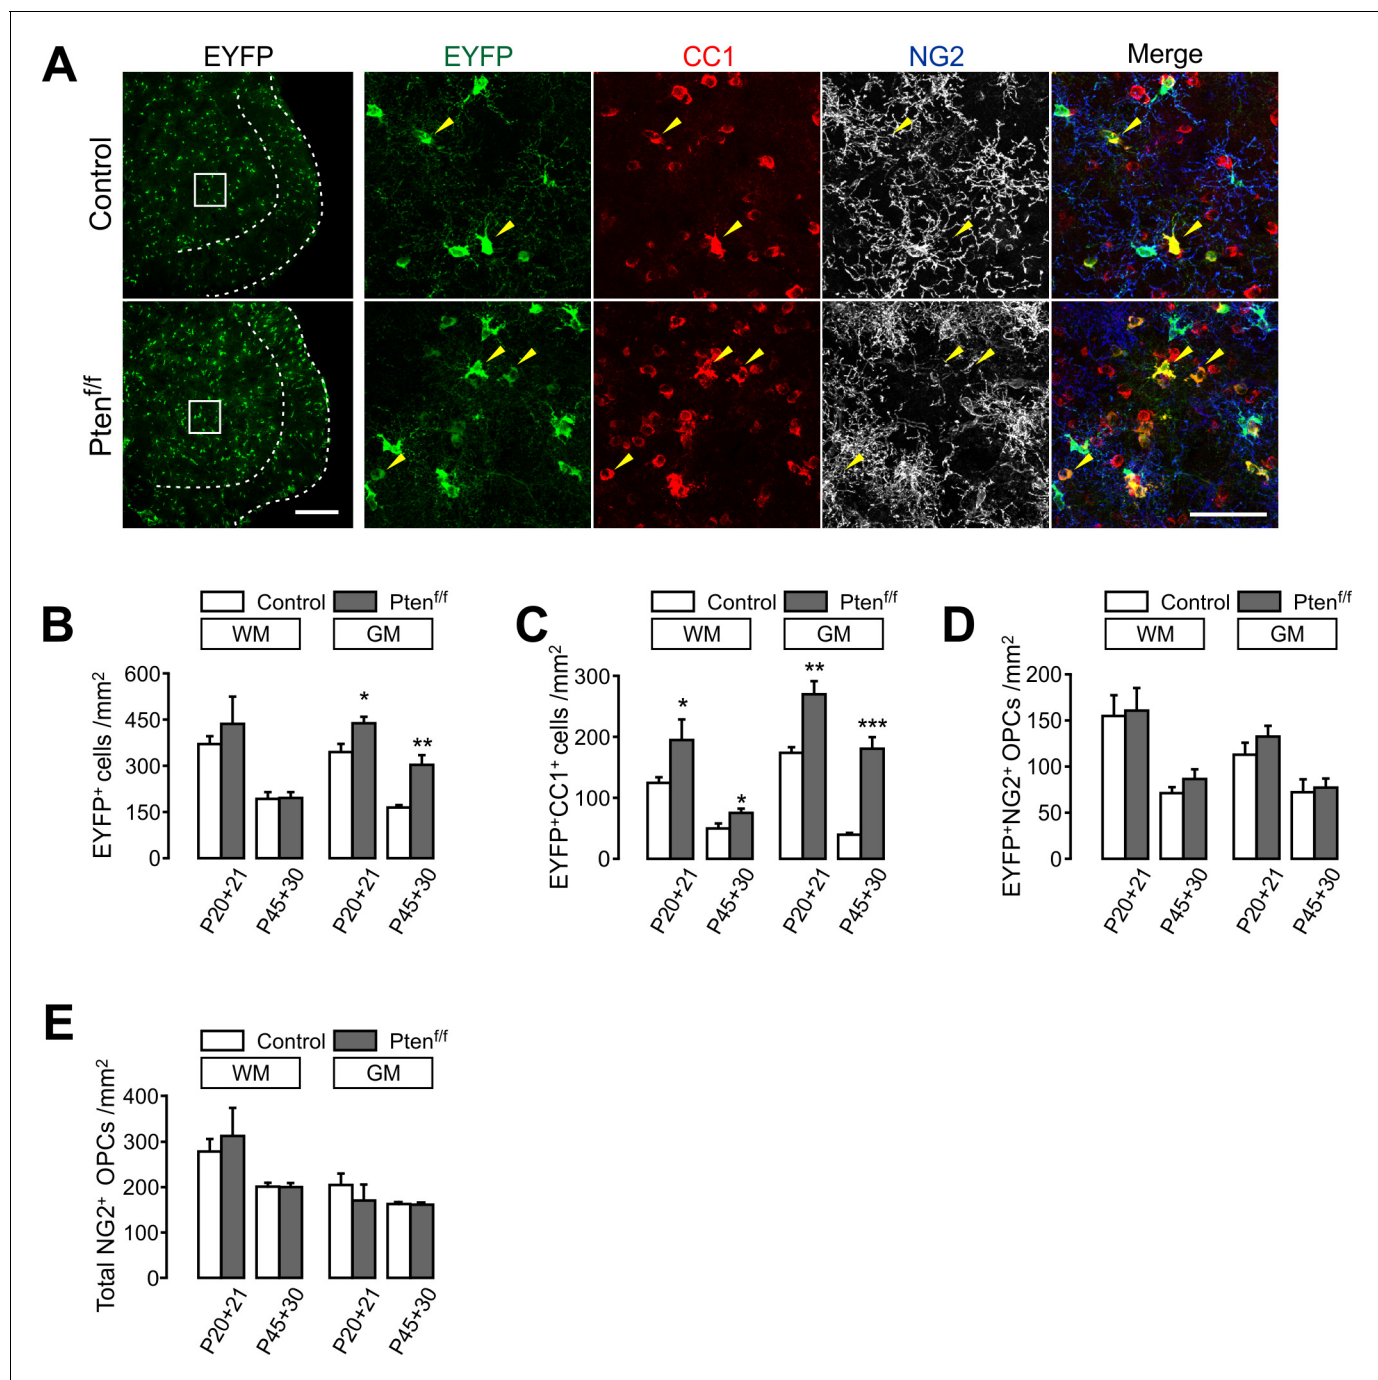 A
EYFP EYFP CC1 NG2 Merge
Control
Pten^f/f
B
Control Pten^f/f
WM GM
EYFP⁺ cells /mm²
600
450
300
150
0
* **
P20+21 P45+30 P20+21 P45+30
C
Control Pten^f/f
WM GM
EYFP⁺CC1⁺ cells /mm²
300
200
100
0
* * ** ***
P20+21 P45+30 P20+21 P45+30
D
Control Pten^f/f
WM GM
EYFP⁺NG2⁺ OPCs /mm²
200
150
100
50
0
P20+21 P45+30 P20+21 P45+30
E
Control Pten^f/f
WM GM
Total NG2⁺ OPCs /mm²
400
300
200
100
0
P20+21 P45+30 P20+21 P45+30